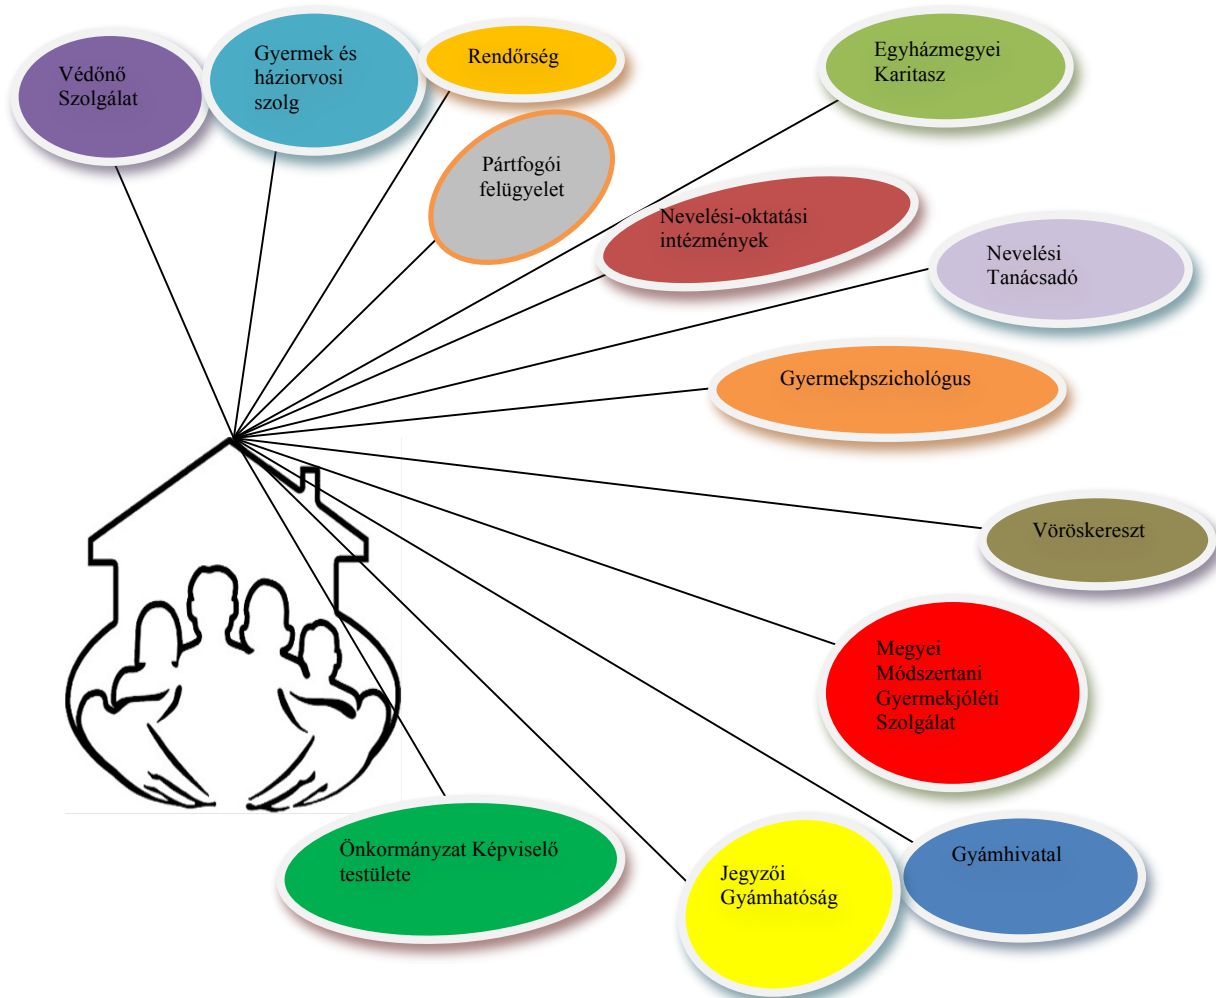 Védőnő
Szolgálat
Gyermek és
háziorvosi
szolg
Rendőrség
Egyházmegyei
Karitasz
Pártfogói
felügyelet
Nevelési-oktatási
intézmények
Nevelési
Tanácsadó
Gyermekpszichológus
Vöröskereszt
Megyei
Módszertani
Gyermekjóléti
Szolgálat
Önkormányzat Képviselő
testülete
Jegyzői
Gyámhatóság
Gyámhivatal